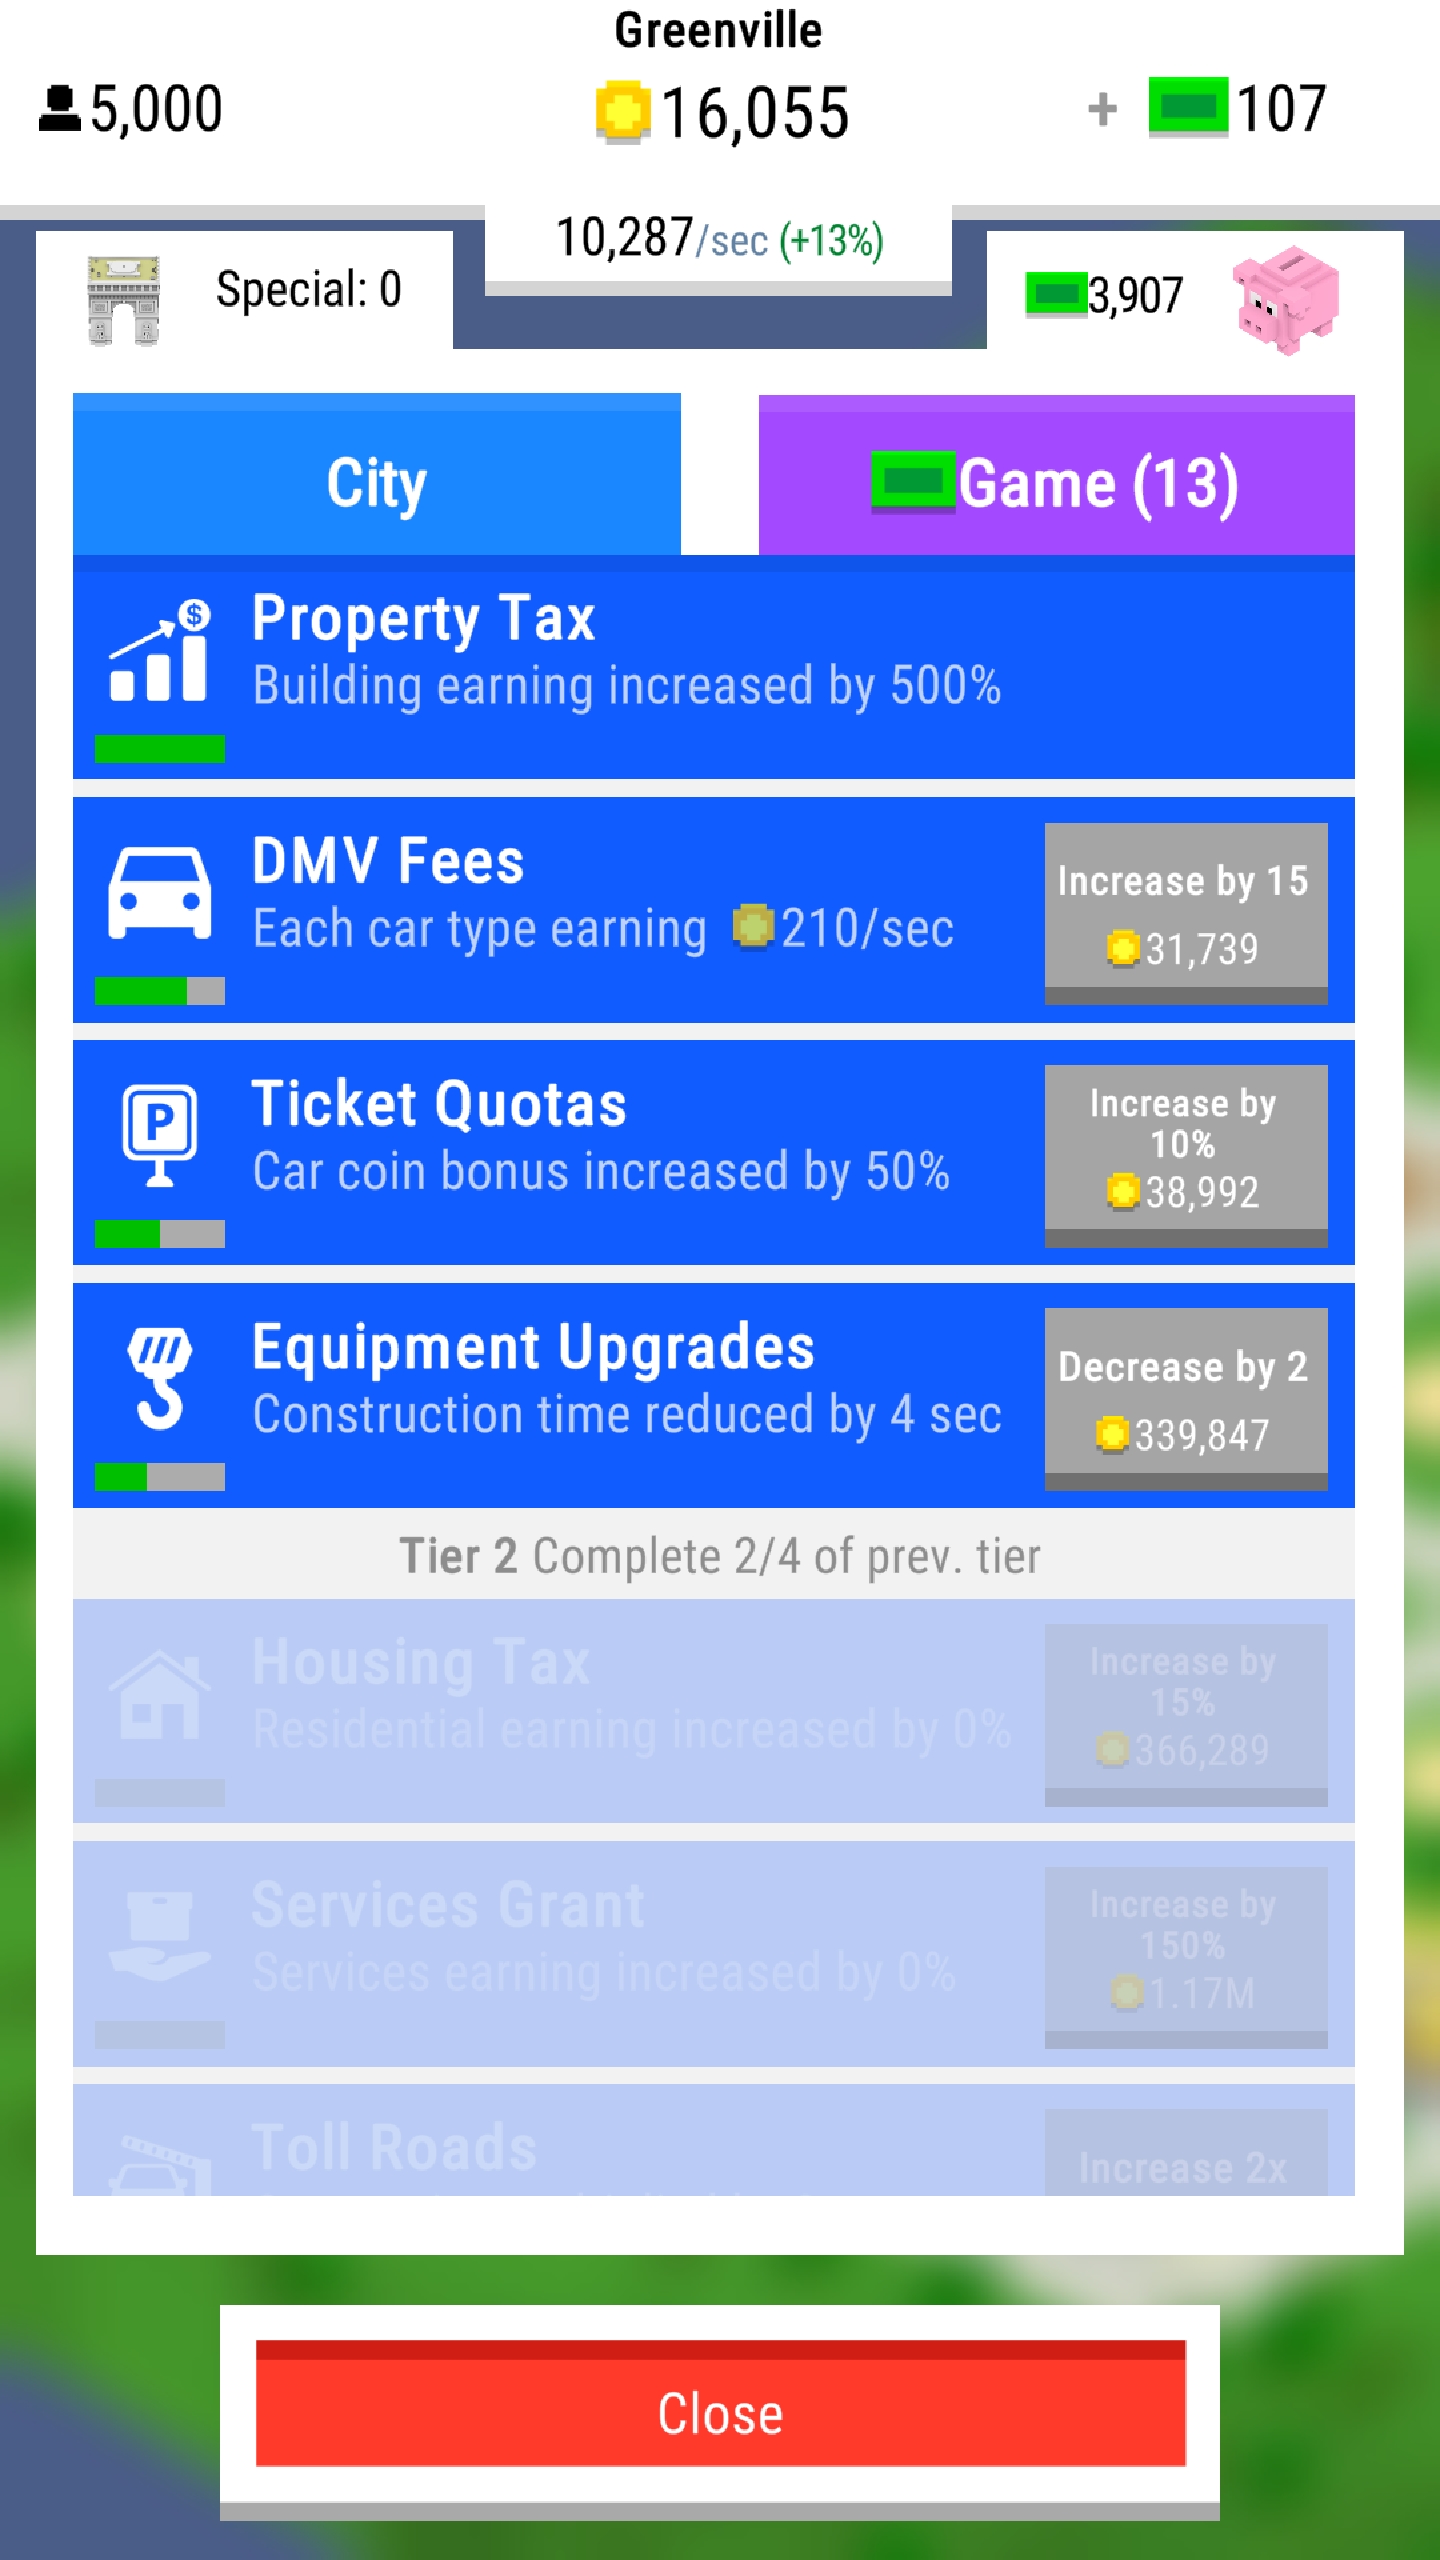 Greenville
5,000
16,055
+ 107
10,287/sec (+13%)
Special: 0
3,907
City
Game (13)
Property Tax
Building earning increased by 500%
DMV Fees
Each car type earning 210/sec
Increase by 15
31,739
Ticket Quotas
Car coin bonus increased by 50%
Increase by
10%
38,992
Equipment Upgrades
Construction time reduced by 4 sec
Decrease by 2
339,847
Tier 2 Complete 2/4 of prev. tier
Housing Tax
Residential earning increased by 0%
Increase by
15%
366,289
Services Grant
Services earning increased by 0%
Increase by
150%
1.17M
Toll Roads
Increase 2x
Close